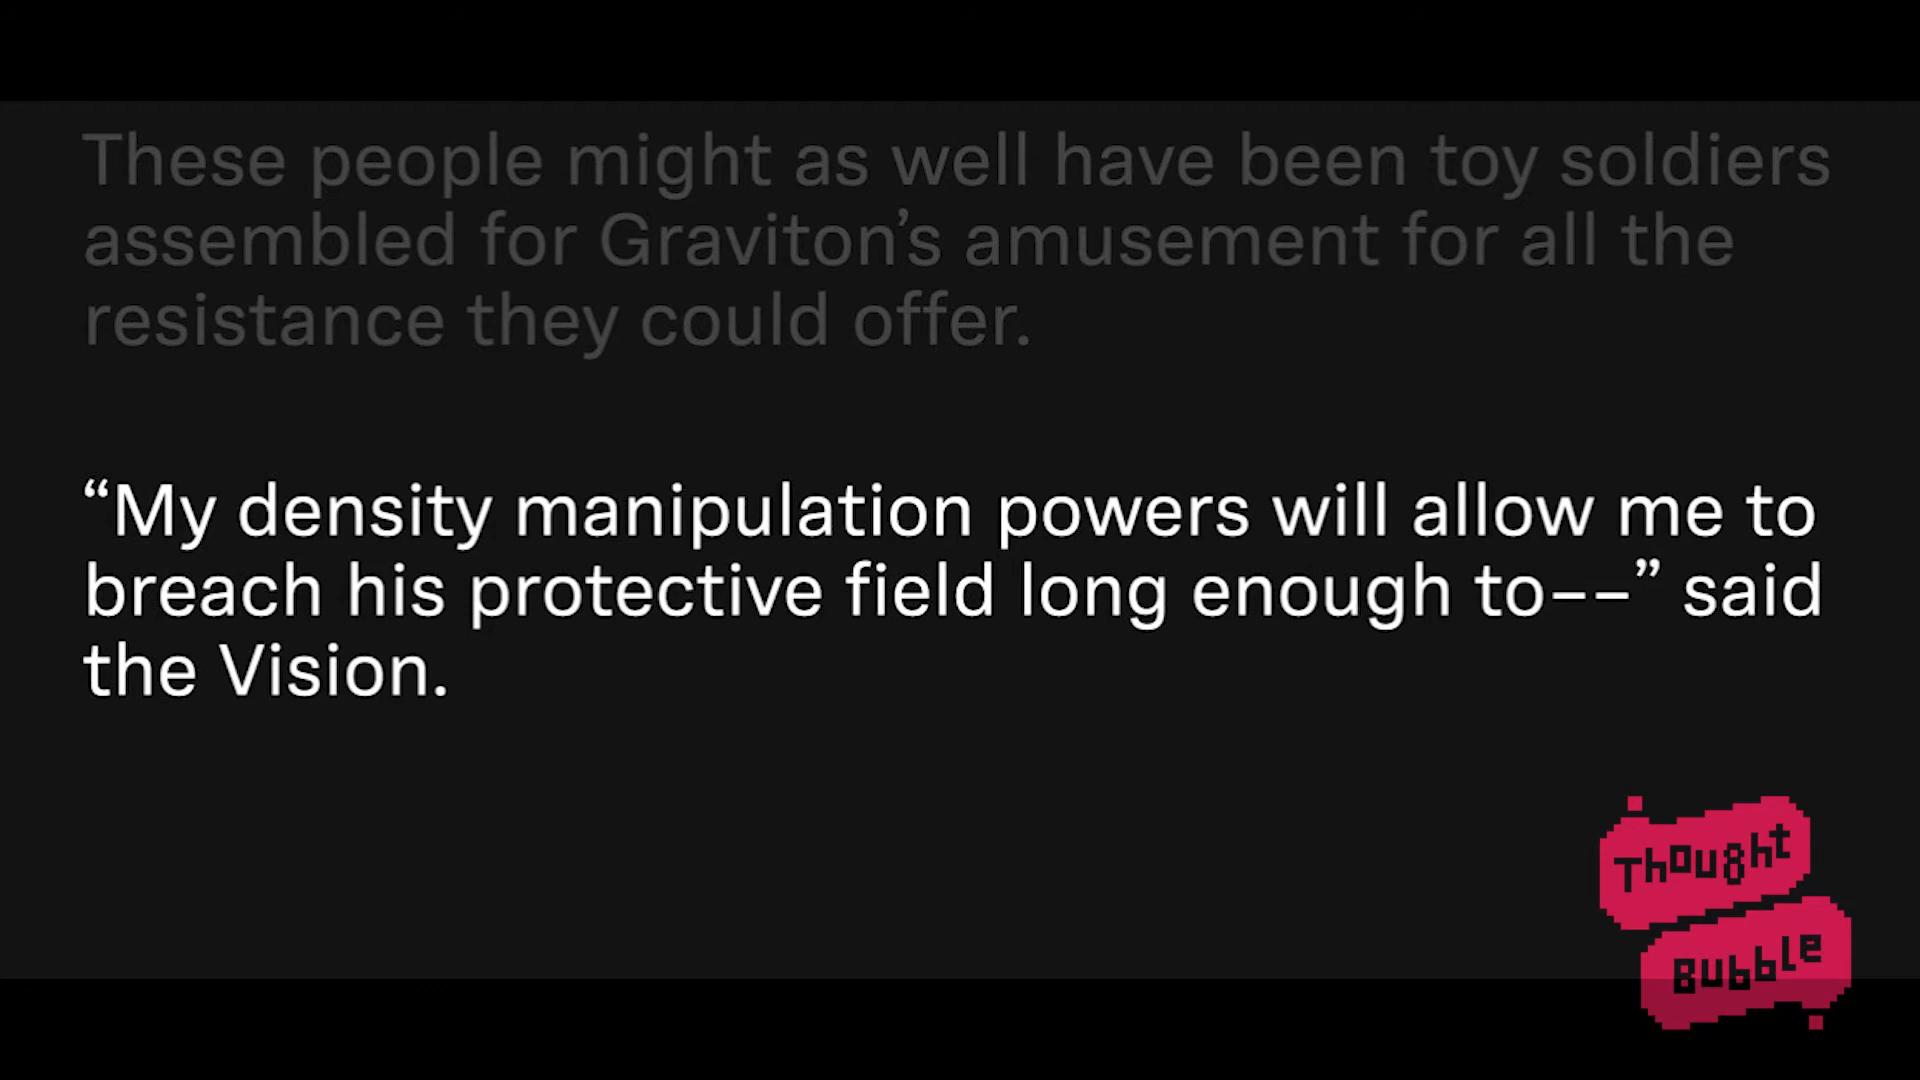 These people might as well have been toy soldiers
assembled for Graviton’s amusement for all the
resistance they could offer.
“My density manipulation powers will allow me to
breach his protective field long enough to––” said
the Vision.
Thought
Bubble